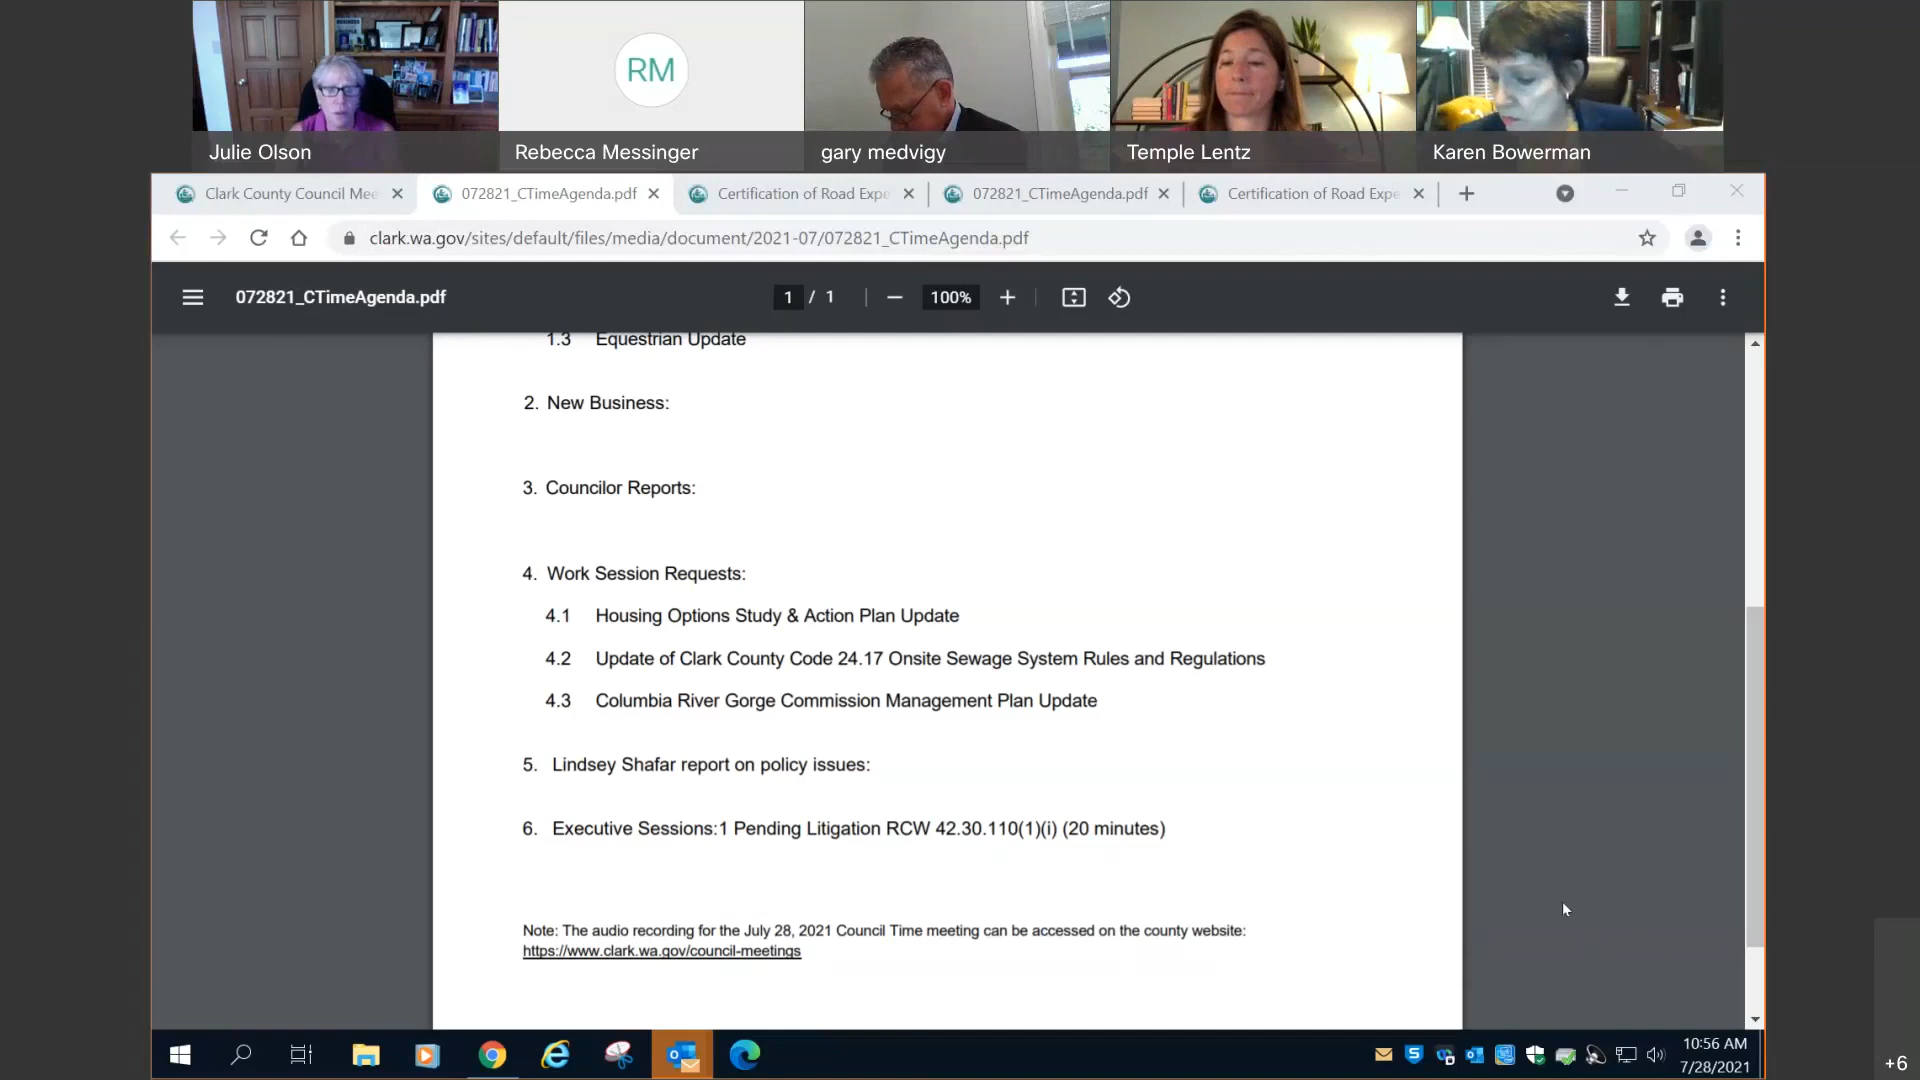 RM
Julie Olson
Rebecca Messinger
gary medvigy
Temple Lentz
Karen Bowerman
Clark County Council Mee
072821_CTimeAgenda.pdf
Certification of Road Expe
072821_CTimeAgenda.pdf
Certification of Road Expe
clark.wa.gov/sites/default/files/media/document/2021-07/072821_CTimeAgenda.pdf
072821_CTimeAgenda.pdf
1 / 1
100%
1.3 Equestrian Update
2. New Business:
3. Councilor Reports:
4. Work Session Requests:
4.1 Housing Options Study & Action Plan Update
4.2 Update of Clark County Code 24.17 Onsite Sewage System Rules and Regulations
4.3 Columbia River Gorge Commission Management Plan Update
5. Lindsey Shafar report on policy issues:
6. Executive Sessions:1 Pending Litigation RCW 42.30.110(1)(i) (20 minutes)
Note: The audio recording for the July 28, 2021 Council Time meeting can be accessed on the county website:
https://www.clark.wa.gov/council-meetings
10:56 AM
7/28/2021
+6